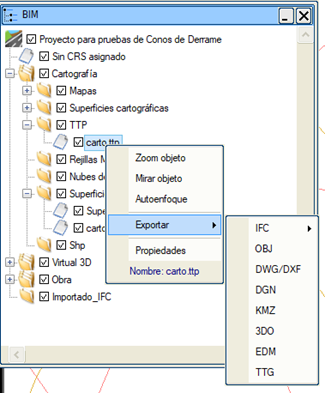 BIM
Proyecto para pruebas de Conos de Derrame
Sin CRS asignado
Cartografía
Mapas
Superficies cartográficas
TTP
carto.ttp
Rejillas
Nubes de
Superfici
Supe
carto
Shp
Virtual 3D
Obra
Importado_IFC
Zoom objeto
Mirar objeto
Autoenfoque
Exportar
Propiedades
Nombre: carto.ttp
IFC
OBJ
DWG/DXF
DGN
KMZ
3DO
EDM
TTG